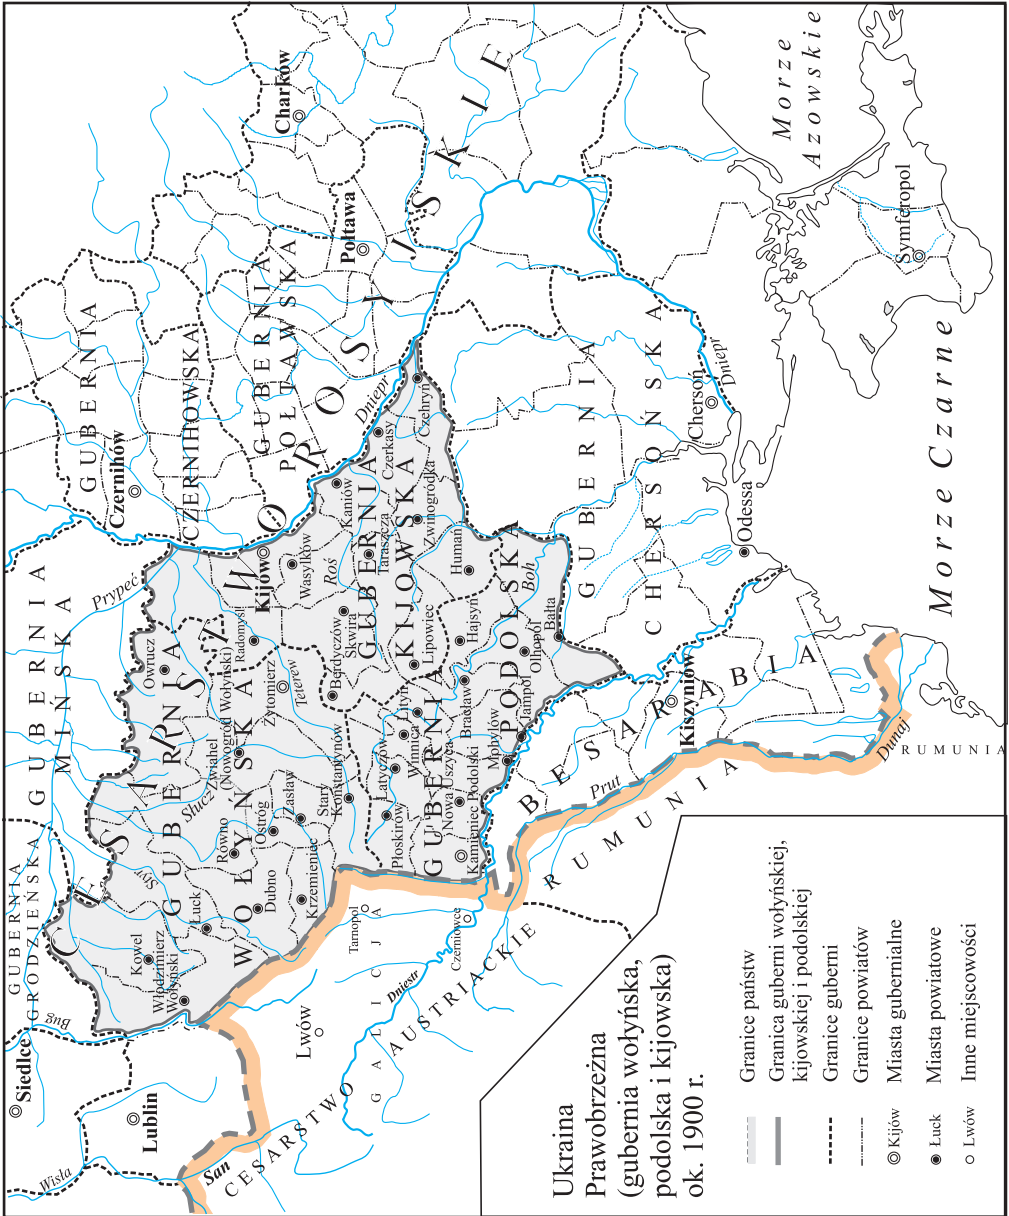 Ukraina
Prawobrzeżna
(gubernia wołyńska,
podolska i kijowska)
ok. 1900 r.
Granice państw
Granica guberni wołyńskiej,
kijowskiej i podolskiej
Granice guberni
Granice powiatów
Kijów
Miasta gubernialne
Łuck
Miasta powiatowe
Lwów
Inne miejscowości
CESARSTWO ROSYJSKIE
CESARSTWO AUSTRIACKIE
GALICJA
RUMUNIA
RUMUNIA
BESARABIA
GUBERNIA
GRODZIEŃSKA
GUBERNIA
MIŃSKA
GUBERNIA
CZERNIHOWSKA
GUBERNIA
POŁTAWSKA
GUBERNIA
WOŁYŃSKA
GUBERNIA
KIJOWSKA
GUBERNIA
PODOLSKA
GUBERNIA
CHERSOŃSKA
Morze
Azowskie
Morze Czarne
Siedlce
Lublin
Wisła
San
Bug
Lwów
Tarnopol
Czerniowce
Dniestr
Prut
Dunaj
Kiszyniów
Odessa
Chersoń
Dniepr
Symferopol
Charków
Połtawa
Czernihów
Prypeć
Dniepr
Kowel
Włodzimierz
Wołyński
Łuck
Styr
Równo
Dubno
Krzemieniec
Ostróg
Zasław
Słucz
Stary
Konstantynów
Zwiahel
(Nowogród Wołyński)
Żytomierz
Owrucz
Teterew
Radomyśl
Kijów
Wasylków
Berdyczów
Skwira
Roś
Kaniów
Taraszcza
Czerkasy
Czehryń
Zwinogródka
Humań
Lipowiec
Płoskirów
Latyczów
Lityn
Winnica
Nowa Uszyca
Kamieniec Podolski
Mohylów
Jampol
Bracław
Hajsyn
Olhopol
Bałta
Boh